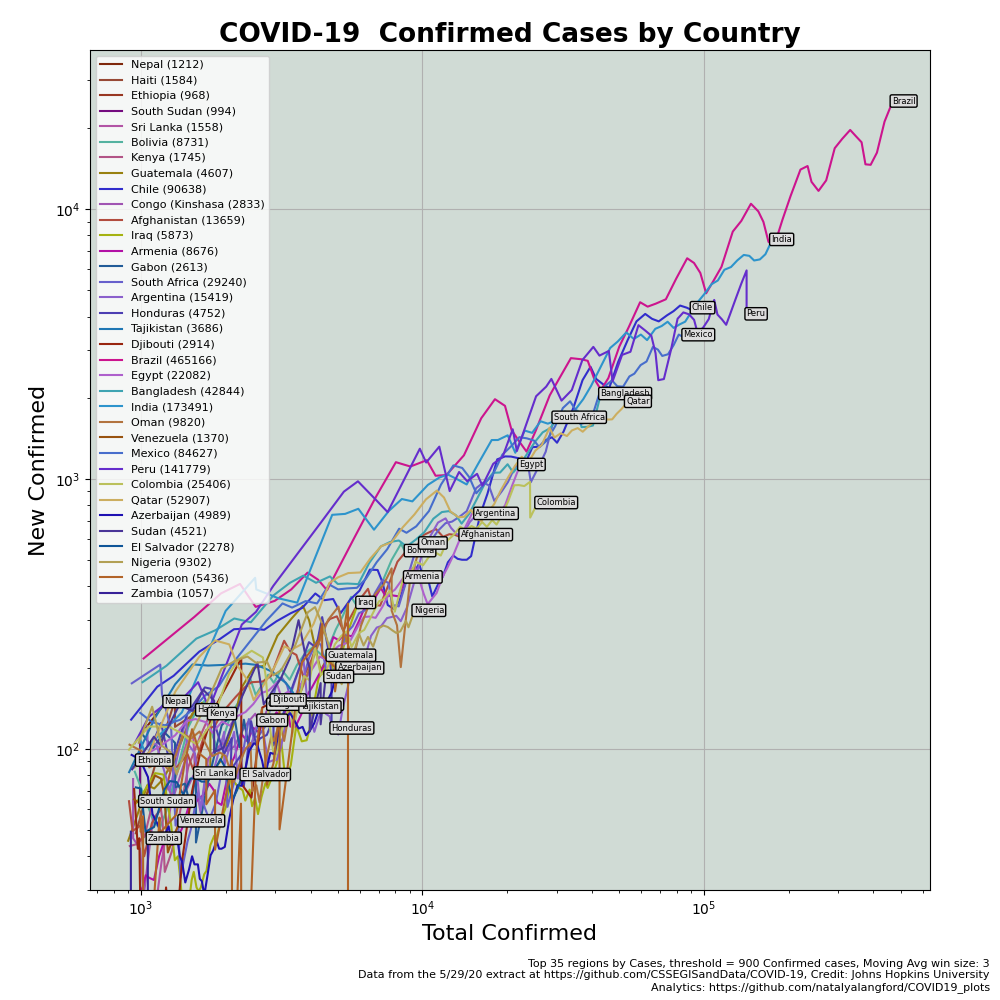 COVID-19  Confirmed Cases by Country
Nepal (1212)
Haiti (1584)
Ethiopia (968)
South Sudan (994)
Sri Lanka (1558)
Bolivia (8731)
Kenya (1745)
Guatemala (4607)
Chile (90638)
Congo (Kinshasa (2833)
Afghanistan (13659)
Iraq (5873)
Armenia (8676)
Gabon (2613)
South Africa (29240)
Argentina (15419)
Honduras (4752)
Tajikistan (3686)
Djibouti (2914)
Brazil (465166)
Egypt (22082)
Bangladesh (42844)
India (173491)
Oman (9820)
Venezuela (1370)
Mexico (84627)
Peru (141779)
Colombia (25406)
Qatar (52907)
Azerbaijan (4989)
Sudan (4521)
El Salvador (2278)
Nigeria (9302)
Cameroon (5436)
Zambia (1057)
Brazil
India
Chile
Peru
Mexico
Bangladesh
Qatar
South Africa
Egypt
Colombia
Argentina
Afghanistan
Oman
Bolivia
Armenia
Iraq
Nigeria
Guatemala
Azerbaijan
Sudan
Nepal
Djibouti
Tajikistan
Kenya
Gabon
Honduras
Ethiopia
Sri Lanka
El Salvador
South Sudan
Venezuela
Zambia
10⁴
10³
10²
New Confirmed
10³
10⁴
10⁵
Total Confirmed
Top 35 regions by Cases, threshold = 900 Confirmed cases, Moving Avg win size: 3
Data from the 5/29/20 extract at https://github.com/CSSEGISandData/COVID-19, Credit: Johns Hopkins University
Analytics: https://github.com/natalyalangford/COVID19_plots